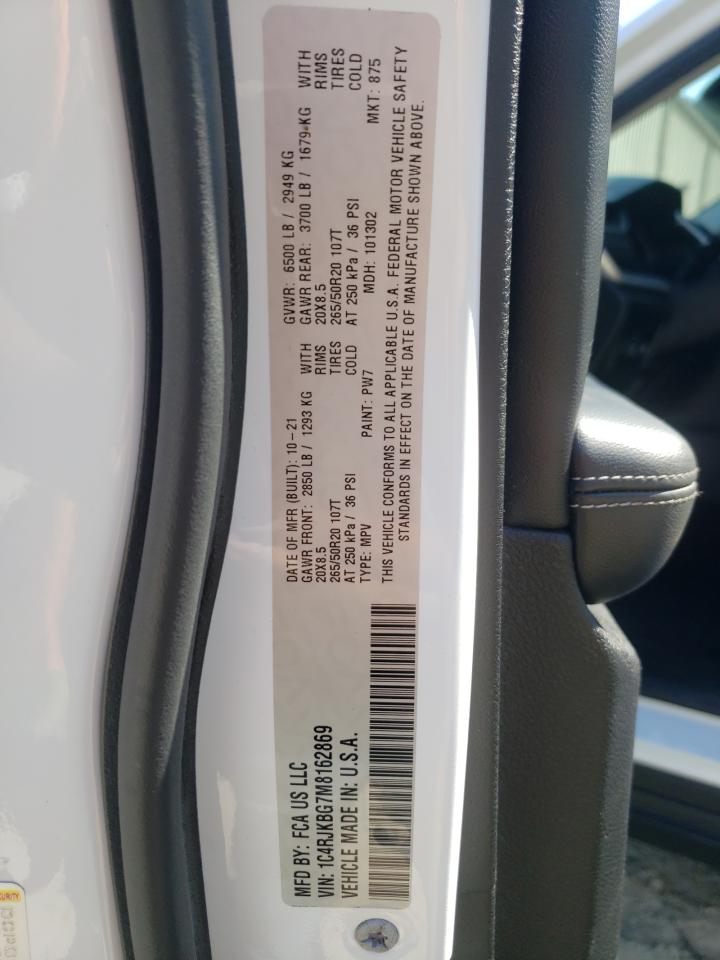 MFD BY: FCA US LLC
VIN: 1C4RJKBG7M8162869
VEHICLE MADE IN: U.S.A.
DATE OF MFR (BUILT): 10-21
GVWR: 6500 LB / 2949 KG
GAWR FRONT: 2850 LB / 1293 KG WITH
GAWR REAR: 3700 LB / 1679 KG WITH
20X8.5 RIMS
20X8.5 RIMS
265/50R20 107T TIRES
265/50R20 107T TIRES
AT 250 kPa / 36 PSI COLD
AT 250 kPa / 36 PSI COLD
TYPE: MPV PAINT: PW7 MDH: 101302 MKT: 875
THIS VEHICLE CONFORMS TO ALL APPLICABLE U.S.A. FEDERAL MOTOR VEHICLE SAFETY
STANDARDS IN EFFECT ON THE DATE OF MANUFACTURE SHOWN ABOVE.